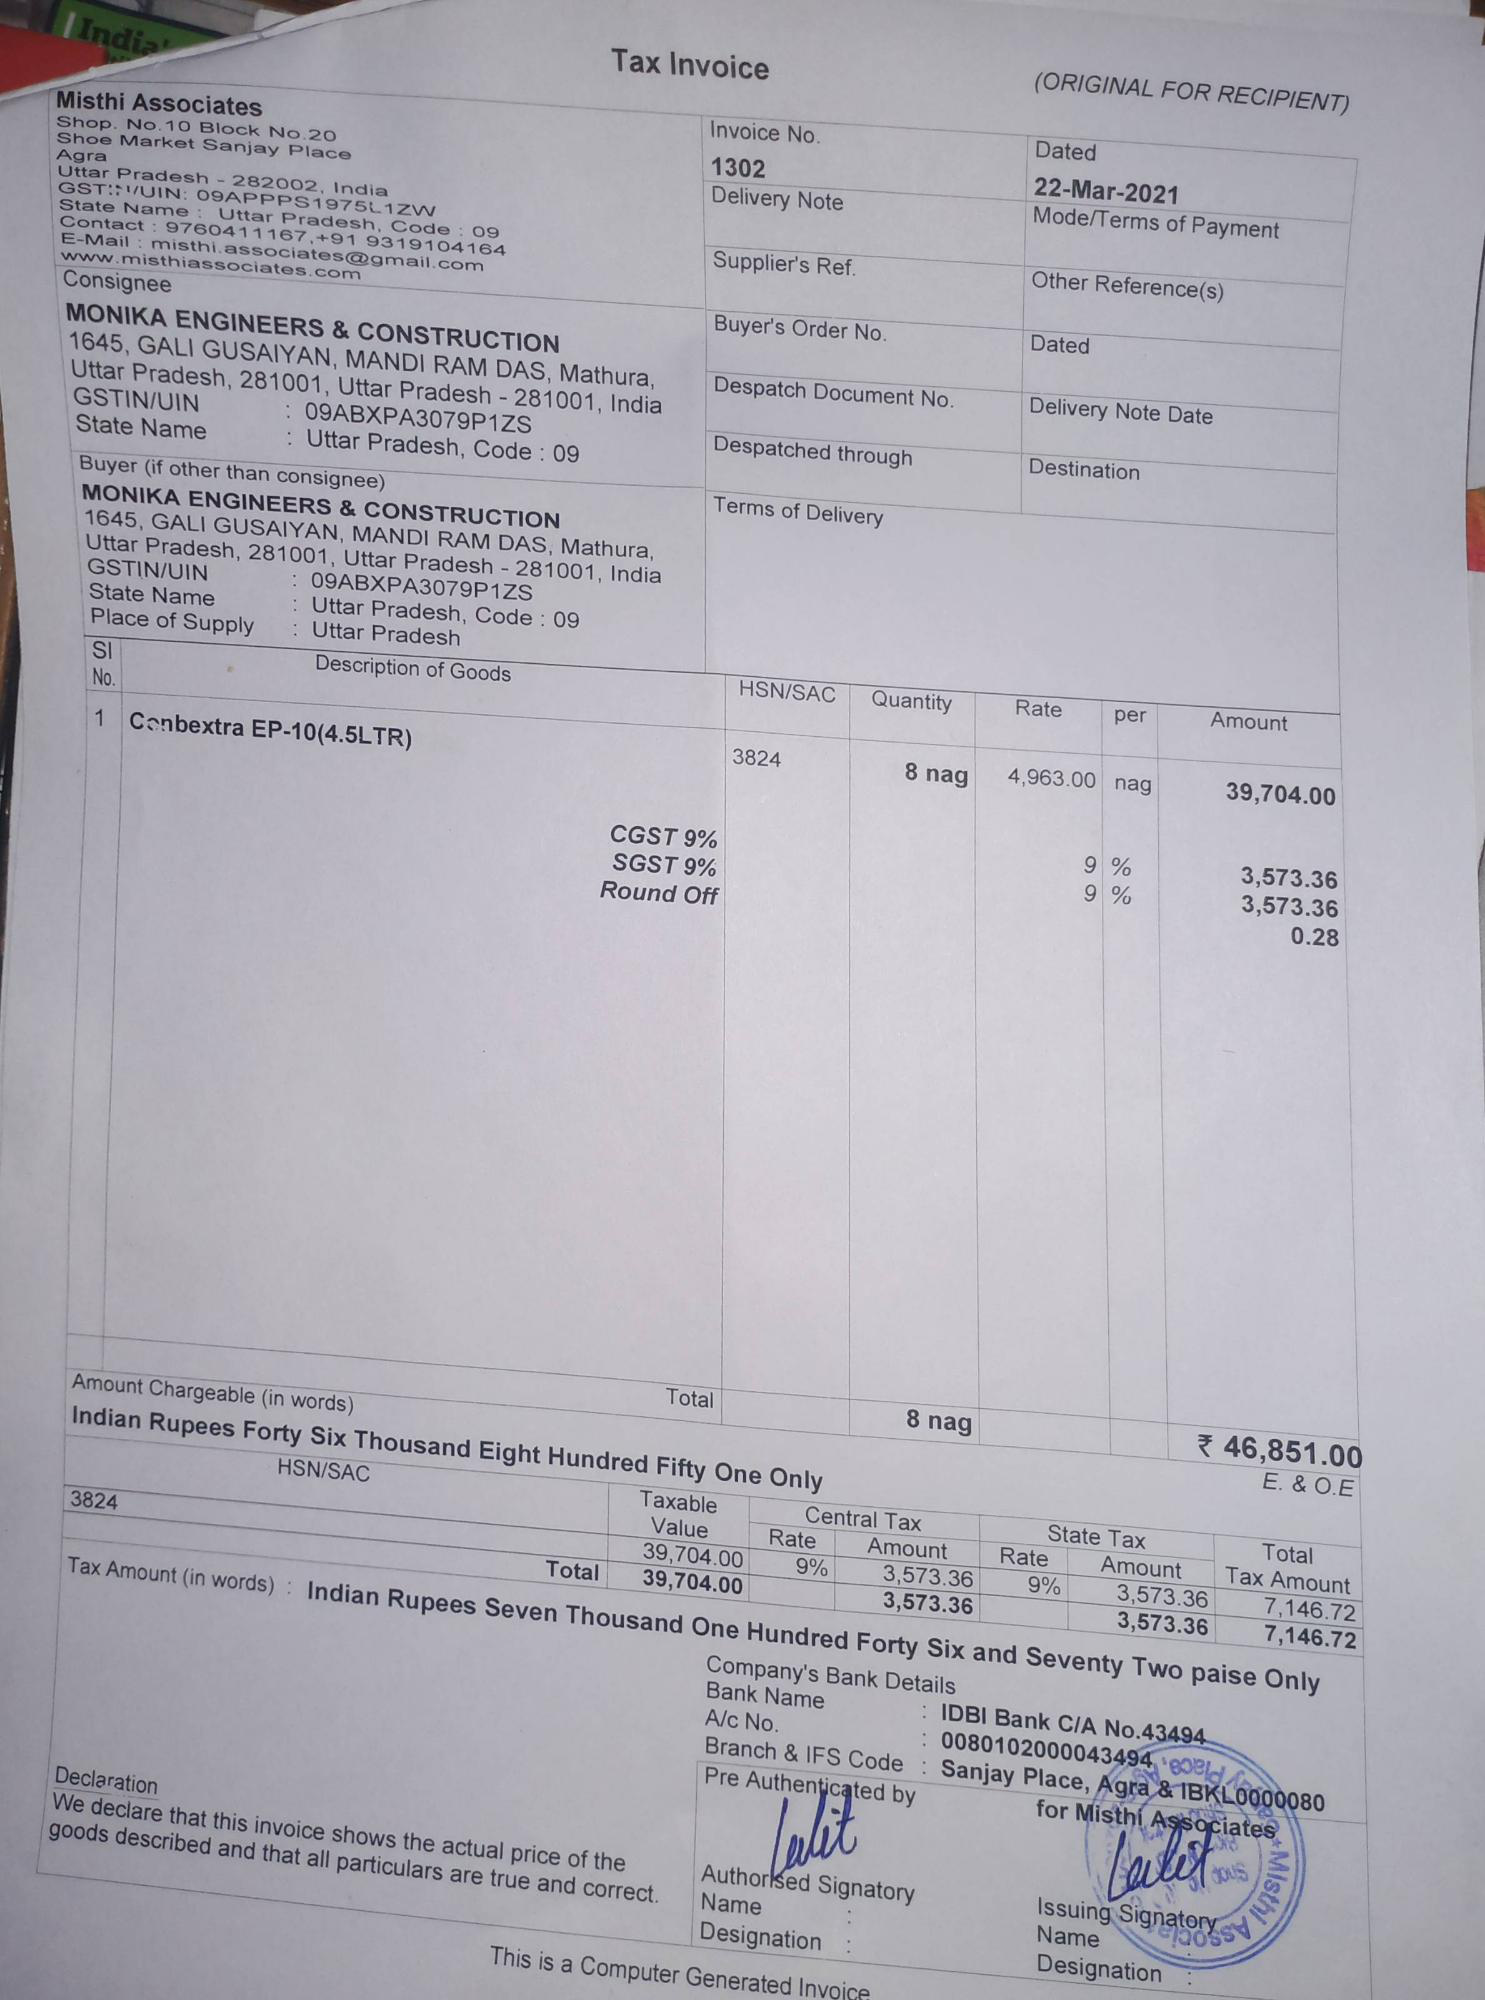 India's
Tax Invoice
(ORIGINAL FOR RECIPIENT)
Misthi Associates
Shop. No.10 Block No.20
Shoe Market Sanjay Place
Agra
Uttar Pradesh - 282002, India
GSTIN/UIN: 09APPPS1975L1ZW
State Name : Uttar Pradesh, Code : 09
Contact : 9760411167,+91 9319104164
E-Mail : misthi.associates@gmail.com
www.misthiassociates.com
Invoice No.
1302
Dated
22-Mar-2021
Delivery Note
Mode/Terms of Payment
Supplier's Ref.
Other Reference(s)
Consignee
MONIKA ENGINEERS & CONSTRUCTION
1645, GALI GUSAIYAN, MANDI RAM DAS, Mathura,
Uttar Pradesh, 281001, Uttar Pradesh - 281001, India
GSTIN/UIN : 09ABXPA3079P1ZS
State Name : Uttar Pradesh, Code : 09
Buyer's Order No.
Dated
Despatch Document No.
Delivery Note Date
Despatched through
Destination
Buyer (if other than consignee)
MONIKA ENGINEERS & CONSTRUCTION
1645, GALI GUSAIYAN, MANDI RAM DAS, Mathura,
Uttar Pradesh, 281001, Uttar Pradesh - 281001, India
GSTIN/UIN : 09ABXPA3079P1ZS
State Name : Uttar Pradesh, Code : 09
Place of Supply : Uttar Pradesh
Terms of Delivery
Sl No. Description of Goods HSN/SAC Quantity Rate per Amount
1 Conbextra EP-10(4.5LTR) 3824 8 nag 4,963.00 nag 39,704.00
CGST 9% 9 % 3,573.36
SGST 9% 9 % 3,573.36
Round Off 0.28
Total 8 nag ₹ 46,851.00
Amount Chargeable (in words) E. & O.E
Indian Rupees Forty Six Thousand Eight Hundred Fifty One Only
HSN/SAC Taxable Value Central Tax State Tax Total Tax Amount
Rate Amount Rate Amount
3824 39,704.00 9% 3,573.36 9% 3,573.36 7,146.72
Total 39,704.00 3,573.36 3,573.36 7,146.72
Tax Amount (in words) : Indian Rupees Seven Thousand One Hundred Forty Six and Seventy Two paise Only
Company's Bank Details
Bank Name : IDBI Bank C/A No.43494
A/c No. : 0080102000043494
Branch & IFS Code : Sanjay Place, Agra & IBKL0000080
Declaration
We declare that this invoice shows the actual price of the
goods described and that all particulars are true and correct.
Pre Authenticated by
Lalit
Authorised Signatory
Name :
Designation :
for Misthi Associates
Lalit
Issuing Signatory
Name :
Designation :
Misthi Associates
This is a Computer Generated Invoice